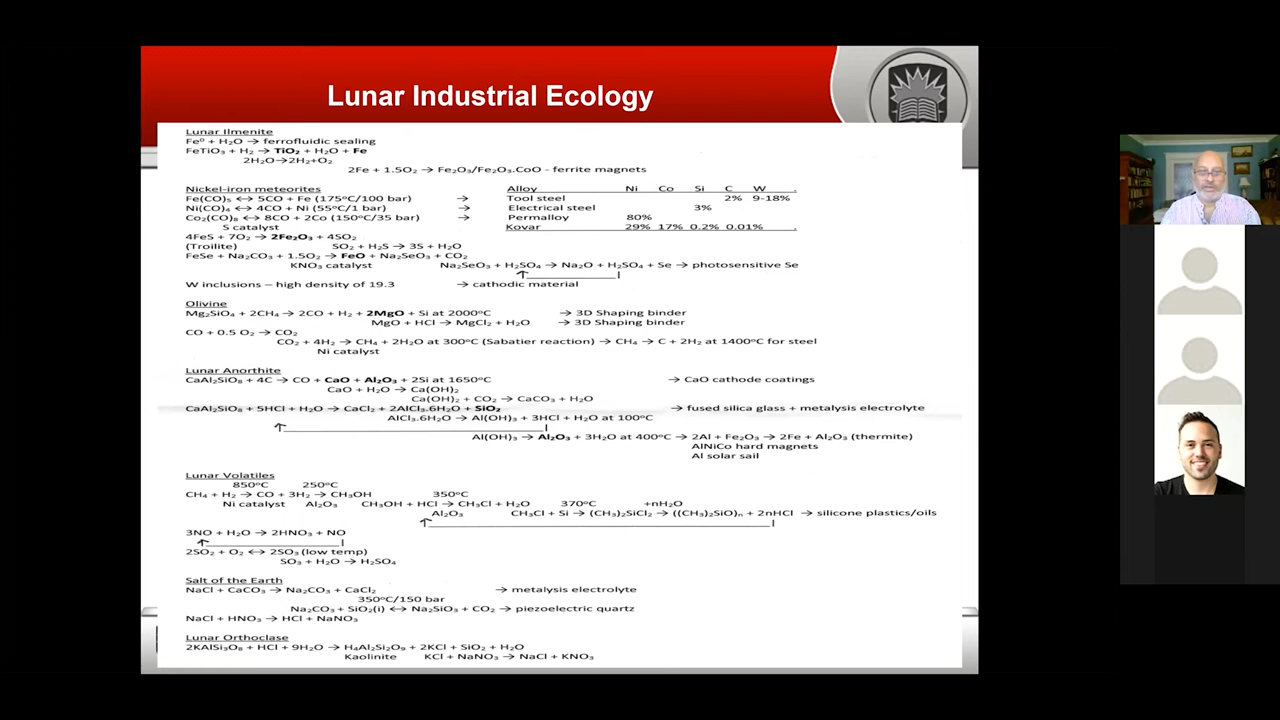 Lunar Industrial Ecology
Lunar Ilmenite
Fe⁰ + H₂O → ferrofluidic sealing
FeTiO₃ + H₂ → TiO₂ + H₂O + Fe
2H₂O→2H₂+O₂
2Fe + 1.5O₂ → Fe₂O₃/Fe₂O₃.CoO - ferrite magnets
Nickel-iron meteorites
Alloy Ni Co Si C W .
Fe(CO)₅ ↔ 5CO + Fe (175°C/100 bar) →
Tool steel 2% 9-18%
Ni(CO)₄ ↔ 4CO + Ni (55°C/1 bar) →
Electrical steel 3%
Co₂(CO)₈ ↔ 8CO + 2Co (150°C/35 bar) →
Permalloy 80%
S catalyst
Kovar 29% 17% 0.2% 0.01% .
4FeS + 7O₂ → 2Fe₂O₃ + 4SO₂
(Troilite) SO₂ + H₂S → 3S + H₂O
FeSe + Na₂CO₃ + 1.5O₂ → FeO + Na₂SeO₃ + CO₂
KNO₃ catalyst Na₂SeO₃ + H₂SO₄ → Na₂O + H₂SO₄ + Se → photosensitive Se
W inclusions – high density of 19.3 → cathodic material
Olivine
Mg₂SiO₄ + 2CH₄ → 2CO + H₂ + 2MgO + Si at 2000°C → 3D Shaping binder
MgO + HCl → MgCl₂ + H₂O → 3D Shaping binder
CO + 0.5 O₂ → CO₂
CO₂ + 4H₂ → CH₄ + 2H₂O at 300°C (Sabatier reaction) → CH₄ → C + 2H₂ at 1400°C for steel
Ni catalyst
Lunar Anorthite
CaAl₂SiO₈ + 4C → CO + CaO + Al₂O₃ + 2Si at 1650°C → CaO cathode coatings
CaO + H₂O → Ca(OH)₂
Ca(OH)₂ + CO₂ → CaCO₃ + H₂O
CaAl₂SiO₈ + 5HCl + H₂O → CaCl₂ + 2AlCl₃.6H₂O + SiO₂ → fused silica glass + metalysis electrolyte
AlCl₃.6H₂O → Al(OH)₃ + 3HCl + H₂O at 100°C
Al(OH)₃ → Al₂O₃ + 3H₂O at 400°C → 2Al + Fe₂O₃ → 2Fe + Al₂O₃ (thermite)
AlNiCo hard magnets
Al solar sail
Lunar Volatiles
850°C 250°C
CH₄ + H₂ → CO + 3H₂ → CH₃OH 350°C
Ni catalyst Al₂O₃ CH₃OH + HCl → CH₃Cl + H₂O 370°C +nH₂O
Al₂O₃ CH₃Cl + Si → (CH₃)₂SiCl₂ → ((CH₃)₂SiO)ₙ + 2nHCl → silicone plastics/oils
3NO + H₂O → 2HNO₃ + NO
2SO₂ + O₂ ↔ 2SO₃ (low temp)
SO₃ + H₂O → H₂SO₄
Salt of the Earth
NaCl + CaCO₃ → Na₂CO₃ + CaCl₂ → metalysis electrolyte
350°C/150 bar
Na₂CO₃ + SiO₂(i) ↔ Na₂SiO₃ + CO₂ → piezoelectric quartz
NaCl + HNO₃ → HCl + NaNO₃
Lunar Orthoclase
2KAlSi₃O₈ + HCl + 9H₂O → H₄Al₂Si₂O₉ + 2KCl + SiO₂ + H₂O
Kaolinite KCl + NaNO₃ → NaCl + KNO₃